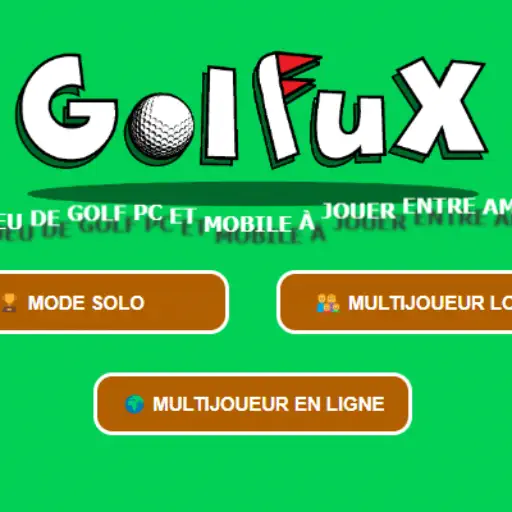 GolfuX
EU DE GOLF PC ET MOBILE À JOUER ENTRE AM
MODE SOLO
MULTIJOUEUR LO
MULTIJOUEUR EN LIGNE